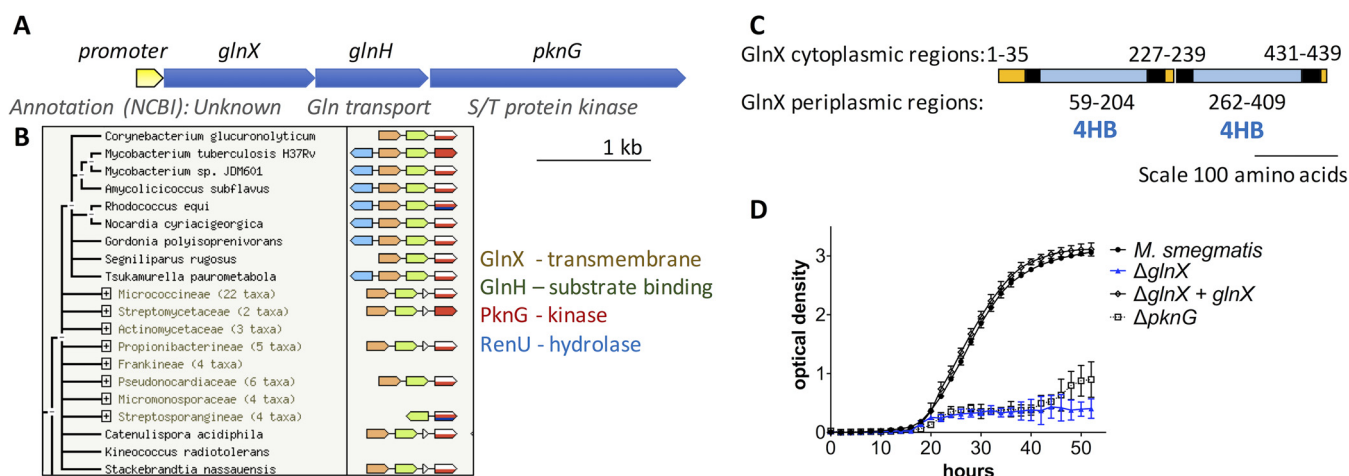 A
promoter glnX glnH pknG
Annotation (NCBI): Unknown Gln transport S/T protein kinase
1 kb
B
Corynebacterium glucuronolyticum
Mycobacterium tuberculosis H37Rv
Mycobacterium sp. JDM601
Amycolicicoccus subflavus
Rhodococcus equi
Nocardia cyriacigeorgica
Gordonia polyisoprenivorans
Segniliparus rugosus
Tsukamurella paurometabola
+ Micrococcineae (22 taxa)
+ Streptomycetaceae (2 taxa)
+ Actinomycetaceae (3 taxa)
+ Propionibacterineae (5 taxa)
+ Frankineae (4 taxa)
+ Pseudonocardiaceae (6 taxa)
+ Micromonosporaceae (4 taxa)
+ Streptosporangineae (4 taxa)
Catenulispora acidiphila
Kineococcus radiotolerans
Stackebrandtia nassauensis
GlnX - transmembrane
GlnH – substrate binding
PknG - kinase
RenU - hydrolase
C
GlnX cytoplasmic regions: 1-35 227-239 431-439
GlnX periplasmic regions: 59-204 262-409
4HB 4HB
Scale 100 amino acids
D
optical density
3
2
1
0
0 10 20 30 40 50
hours
M. smegmatis
ΔglnX
ΔglnX + glnX
ΔpknG